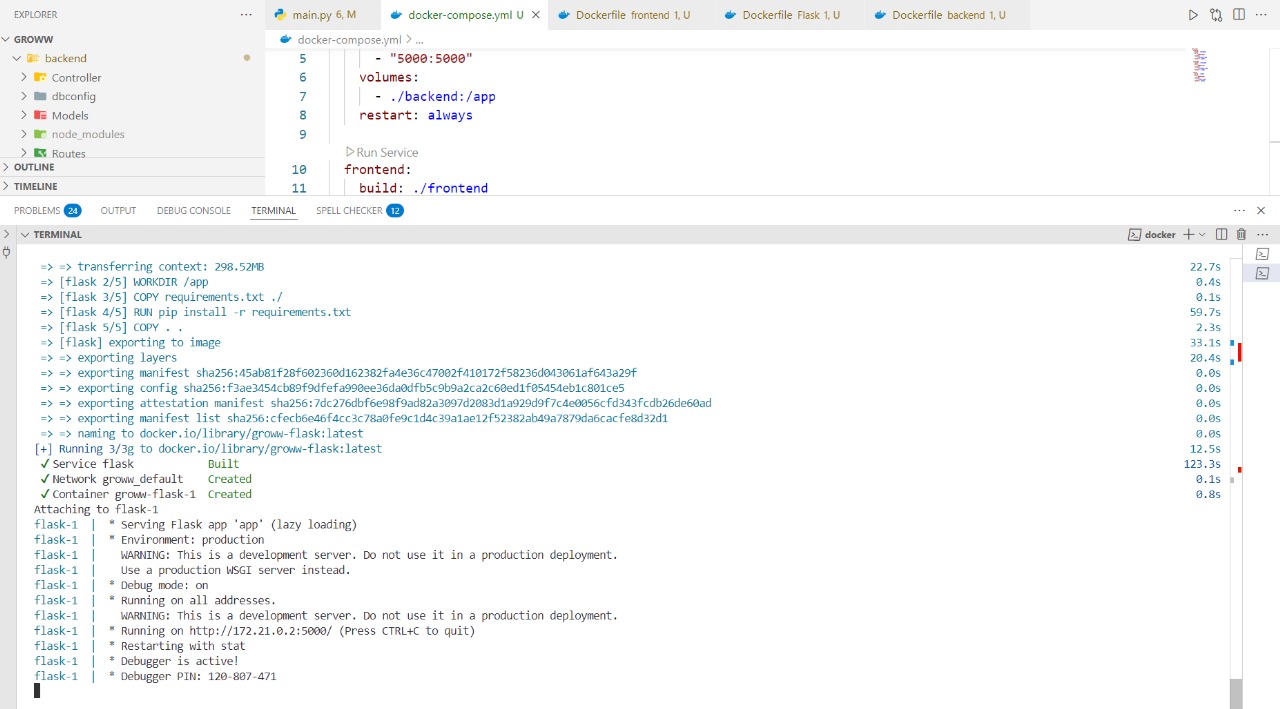 EXPLORER ...
main.py 6, M
docker-compose.yml U
Dockerfile frontend 1, U
Dockerfile Flask 1, U
Dockerfile backend 1, U
GROWW
backend
Controller
dbconfig
Models
node_modules
Routes
OUTLINE
TIMELINE
docker-compose.yml > ...
5 - "5000:5000"
6 volumes:
7 - ./backend:/app
8 restart: always
9
Run Service
10 frontend:
11 build: ./frontend
PROBLEMS 24 OUTPUT DEBUG CONSOLE TERMINAL SPELL CHECKER 12
TERMINAL
docker
=> => transferring context: 298.52MB 22.7s
=> [flask 2/5] WORKDIR /app 0.4s
=> [flask 3/5] COPY requirements.txt ./ 0.1s
=> [flask 4/5] RUN pip install -r requirements.txt 59.7s
=> [flask 5/5] COPY . . 2.3s
=> [flask] exporting to image 33.1s
=> => exporting layers 20.4s
=> => exporting manifest sha256:45ab81f28f602360d162382fa4e36c47002f410172f58236d043061af643a29f 0.0s
=> => exporting config sha256:f3ae3454cb89f9dfefa990ee36da0dfb5c9b9a2ca2c60ed1f05454eb1c801ce5 0.0s
=> => exporting attestation manifest sha256:7dc276dbf6e98f9ad82a3097d2083d1a929d9f7c4e0056cfd343fcdb26de60ad 0.0s
=> => exporting manifest list sha256:cfecb6e46f4cc3c78a0fe9c1d4c39a1ae12f52382ab49a7879da6cacfe8d32d1 0.0s
=> => naming to docker.io/library/groww-flask:latest 0.0s
[+] Running 3/3g to docker.io/library/groww-flask:latest 12.5s
✓ Service flask Built 123.3s
✓ Network groww_default Created 0.1s
✓ Container groww-flask-1 Created 0.8s
Attaching to flask-1
flask-1 | * Serving Flask app 'app' (lazy loading)
flask-1 | * Environment: production
flask-1 | WARNING: This is a development server. Do not use it in a production deployment.
flask-1 | Use a production WSGI server instead.
flask-1 | * Debug mode: on
flask-1 | * Running on all addresses.
flask-1 | WARNING: This is a development server. Do not use it in a production deployment.
flask-1 | * Running on http://172.21.0.2:5000/ (Press CTRL+C to quit)
flask-1 | * Restarting with stat
flask-1 | * Debugger is active!
flask-1 | * Debugger PIN: 120-807-471